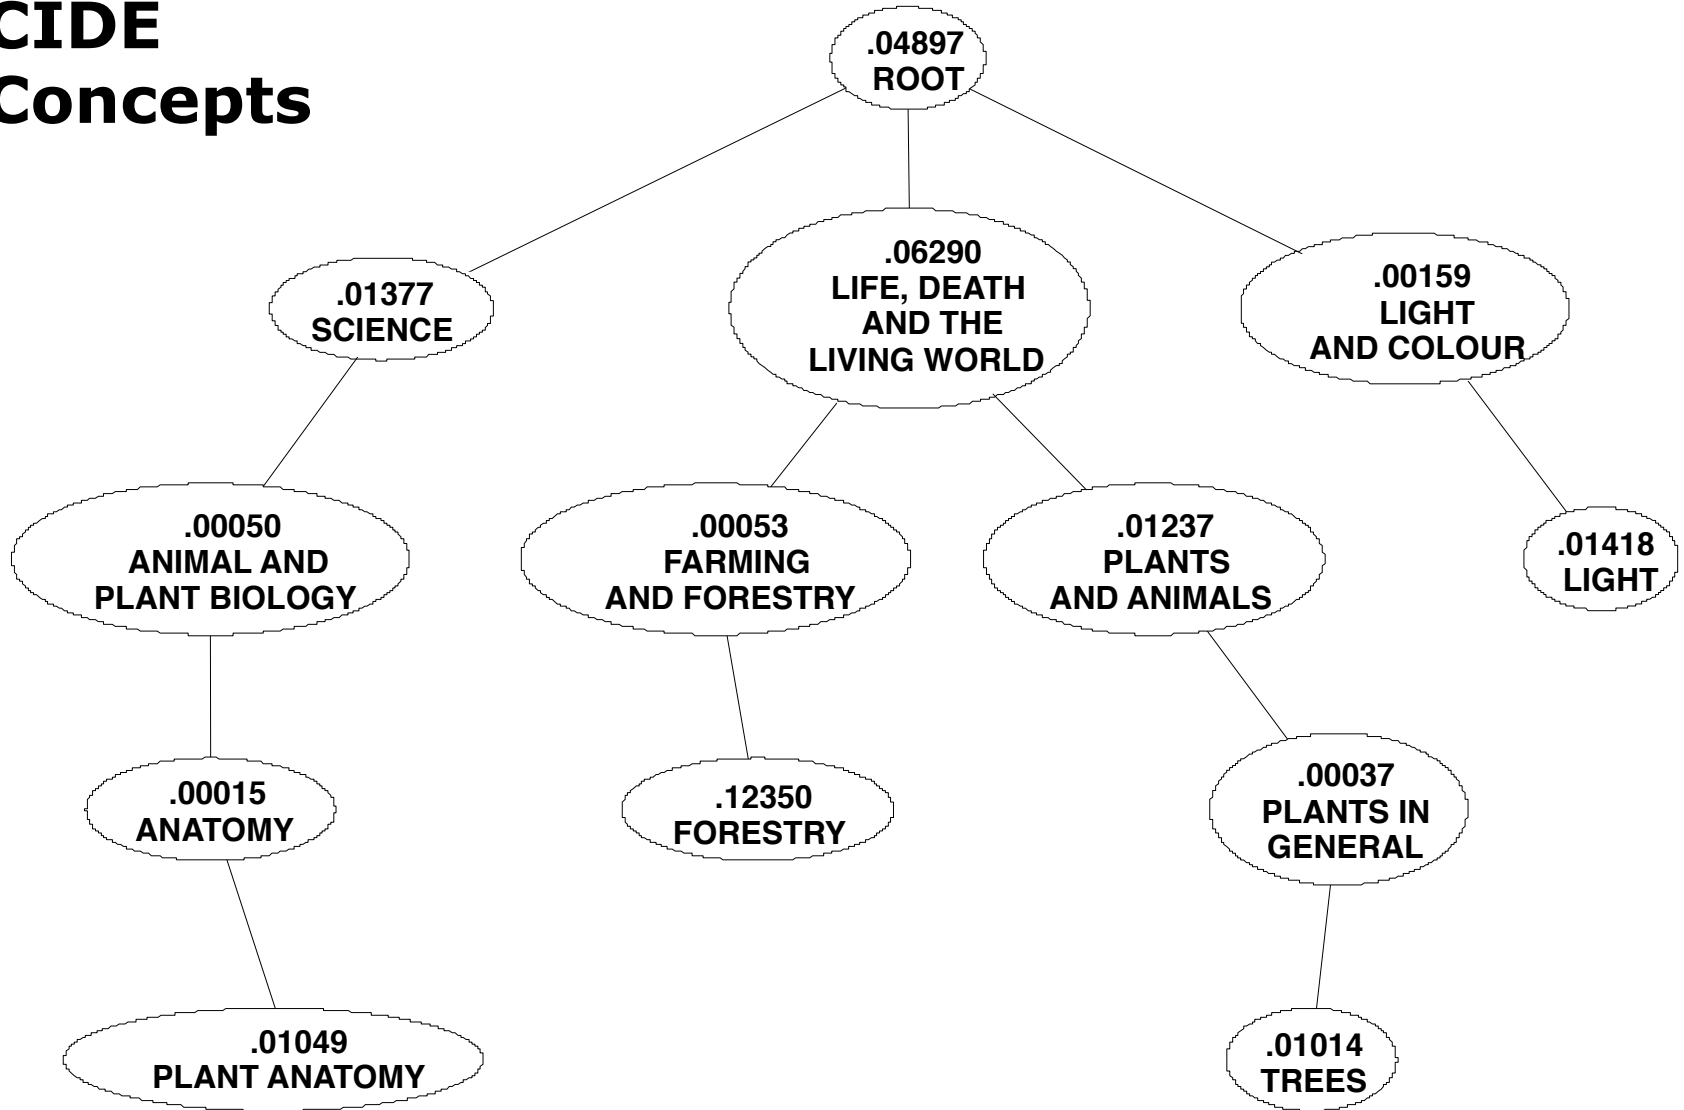 CIDE
Concepts
.04897
ROOT
.01377
SCIENCE
.06290
LIFE, DEATH
AND THE
LIVING WORLD
.00159
LIGHT
AND COLOUR
.00050
ANIMAL AND
PLANT BIOLOGY
.00053
FARMING
AND FORESTRY
.01237
PLANTS
AND ANIMALS
.01418
LIGHT
.00015
ANATOMY
.12350
FORESTRY
.00037
PLANTS IN
GENERAL
.01049
PLANT ANATOMY
.01014
TREES